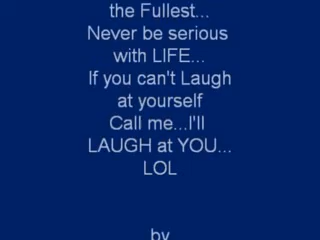 the Fullest...
Never be serious
with LIFE...
If you can't Laugh
at yourself
Call me...I'll
LAUGH at YOU...
LOL
by